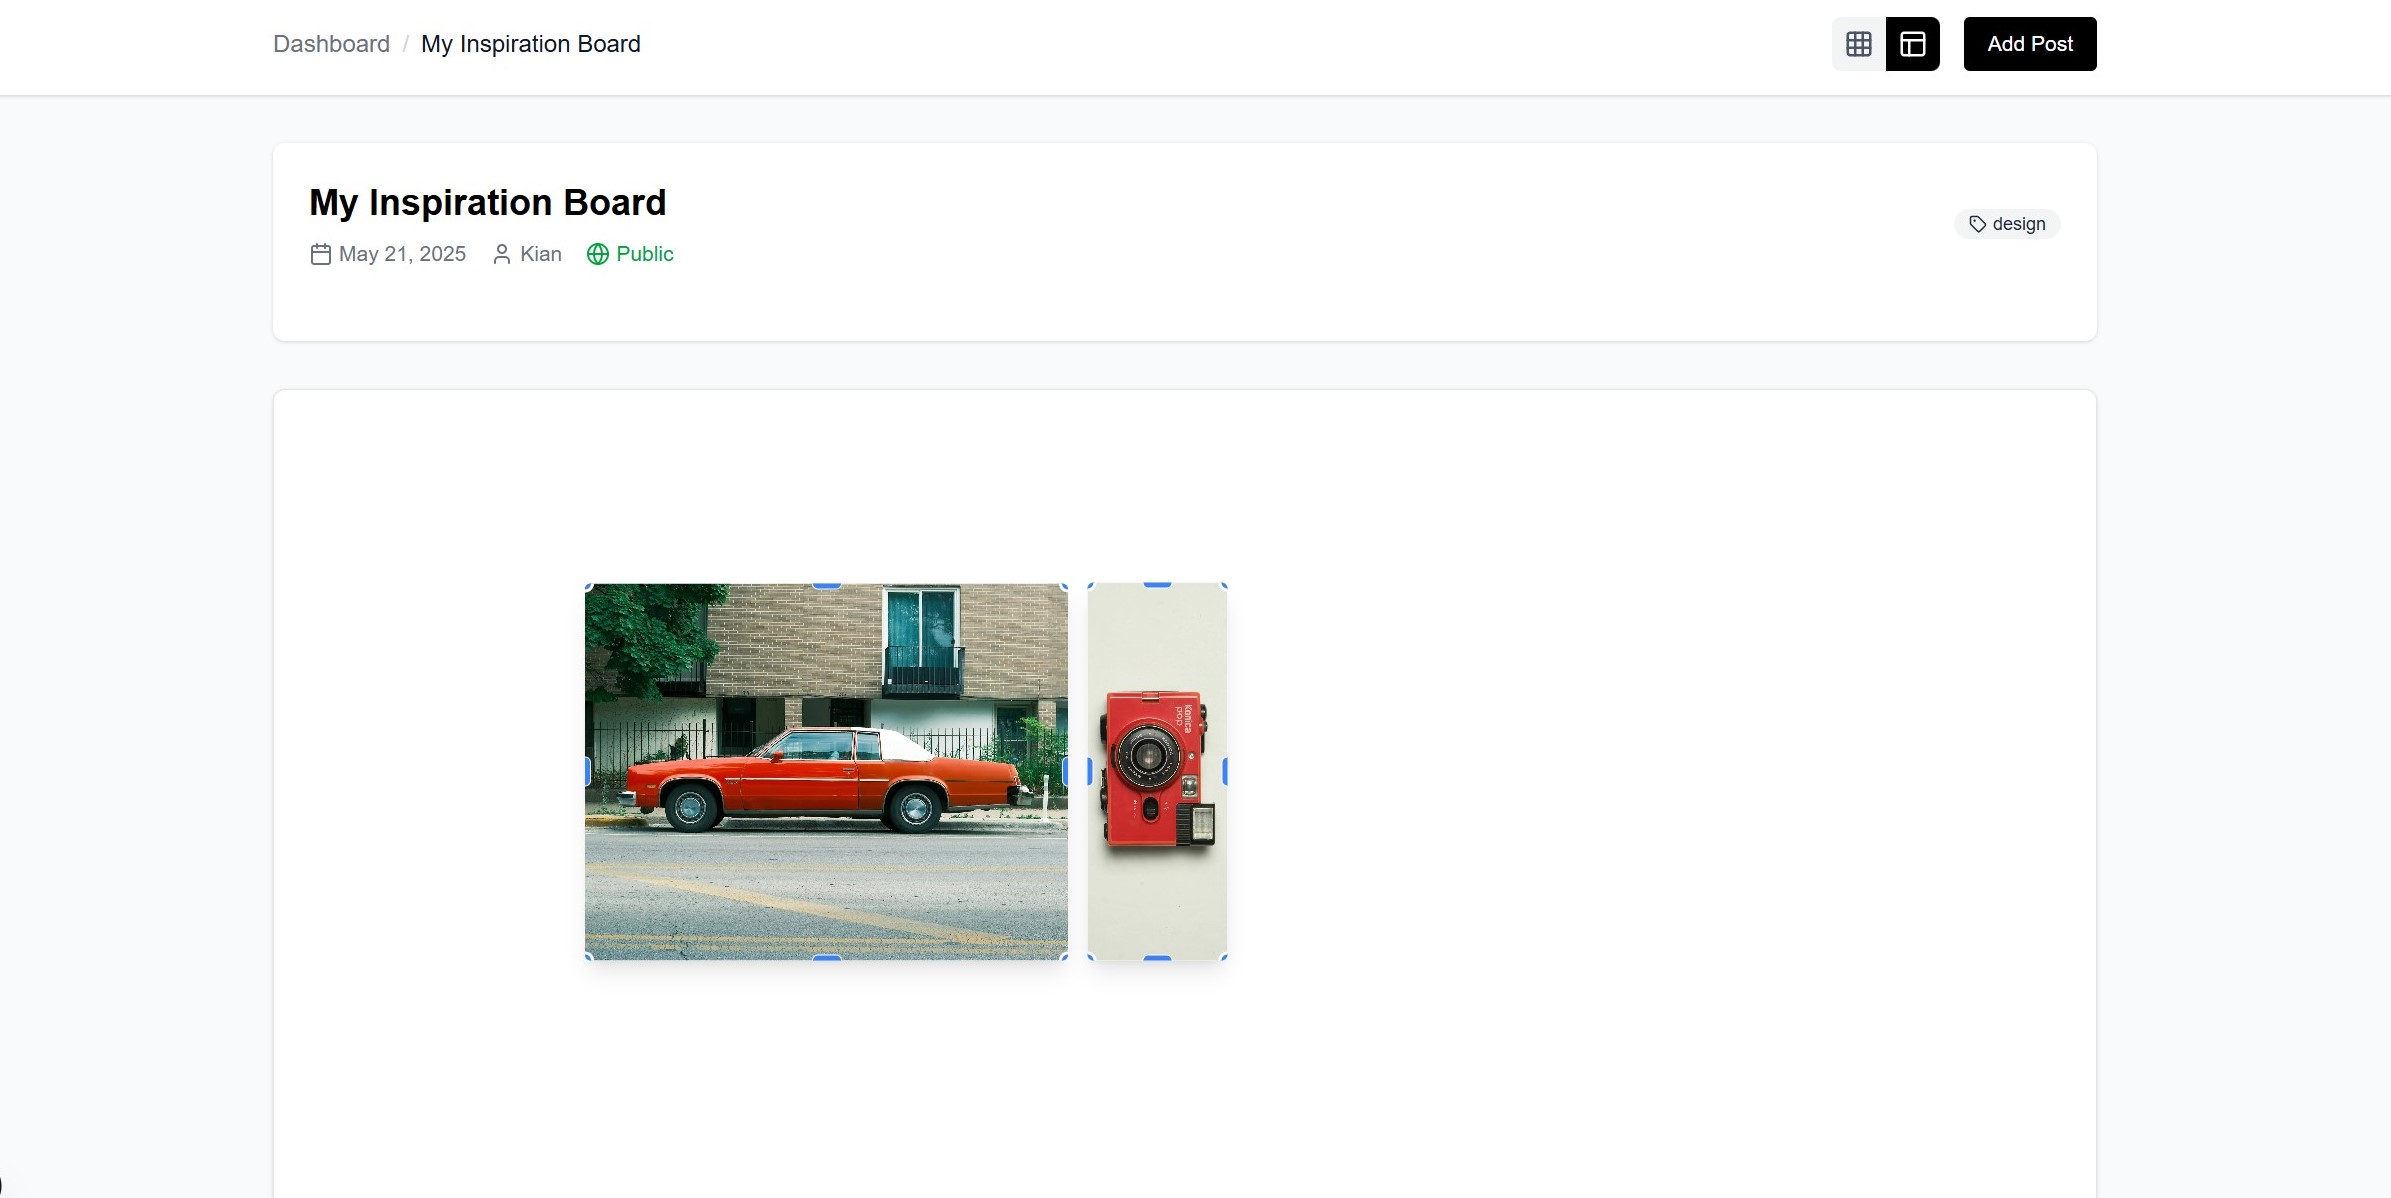 Dashboard / My Inspiration Board
Add Post
My Inspiration Board
design
May 21, 2025 Kian Public
Konica
pop